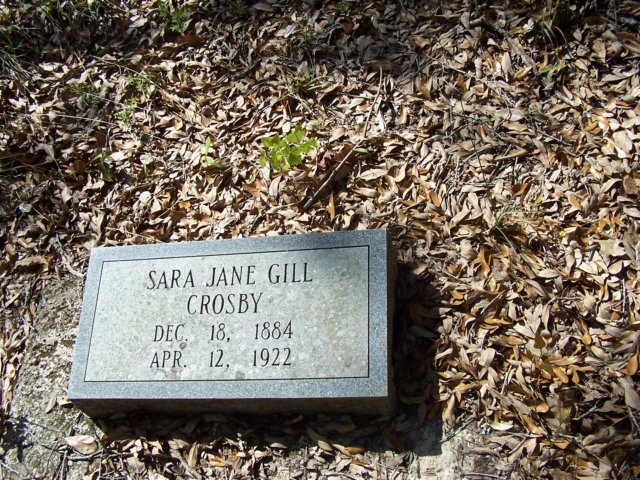 SARA JANE GILL
CROSBY
DEC. 18, 1884
APR. 12, 1922